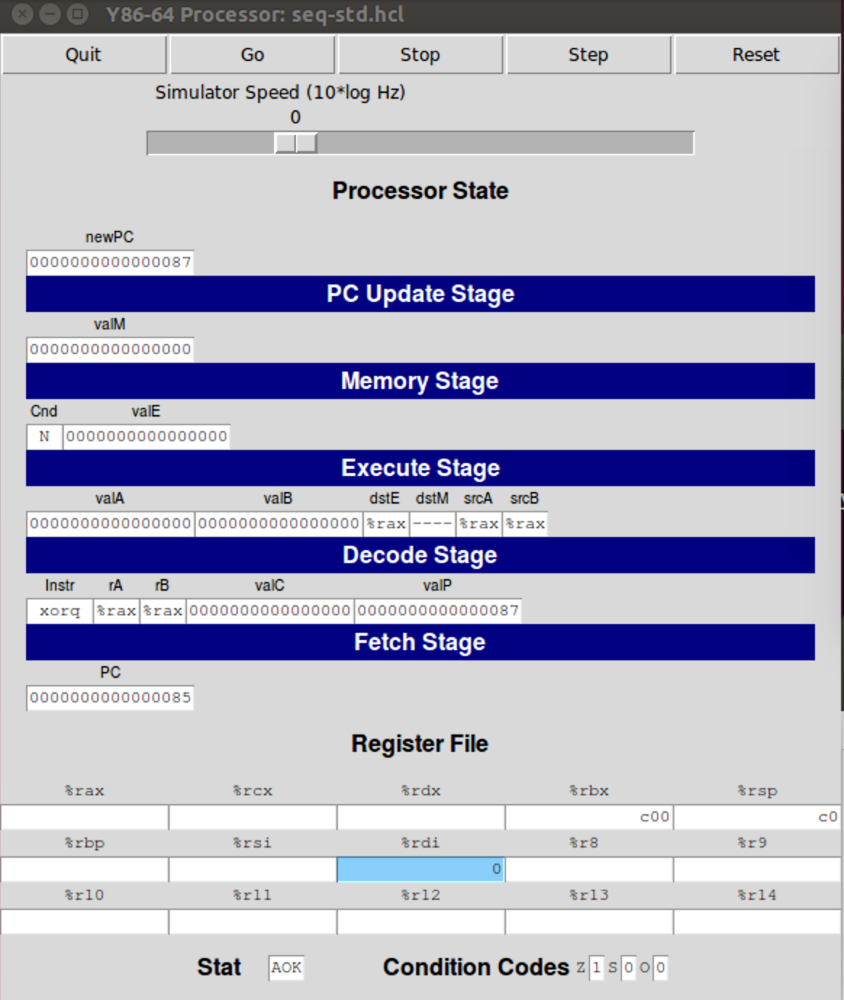 Y86-64 Processor: seq-std.hcl
Quit Go Stop Step Reset
Simulator Speed (10*log Hz)
0
Processor State
newPC
0000000000000087
PC Update Stage
valM
0000000000000000
Memory Stage
Cnd valE
N 0000000000000000
Execute Stage
valA valB dstE dstM srcA srcB
0000000000000000 0000000000000000 %rax ---- %rax %rax
Decode Stage
Instr rA rB valC valP
xorq %rax %rax 0000000000000000 0000000000000087
Fetch Stage
PC
0000000000000085
Register File
%rax %rcx %rdx %rbx %rsp
c00 c0
%rbp %rsi %rdi %r8 %r9
0
%r10 %r11 %r12 %r13 %r14
Stat AOK Condition Codes Z 1 S 0 O 0